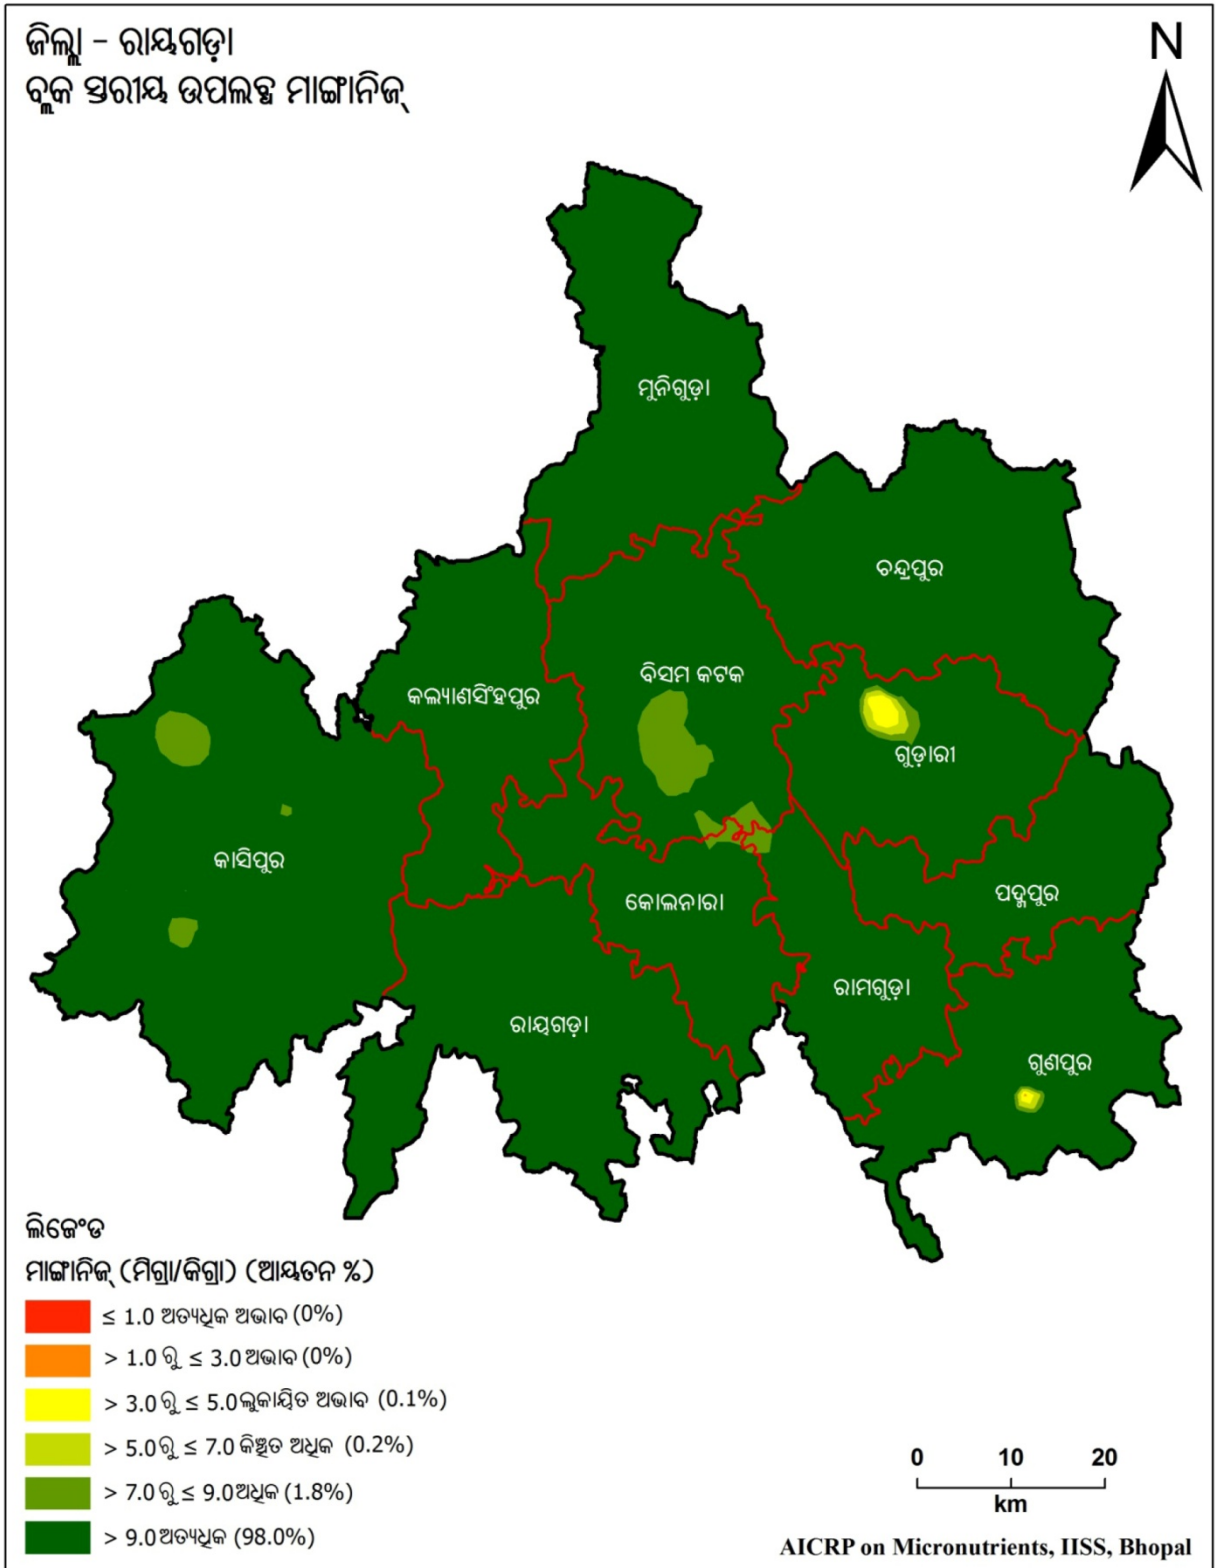 ଜିଲ୍ଲା - ରାୟଗଡ଼ା
ବ୍ଲକ ସ୍ତରୀୟ ଉପଲବ୍ଧ ମାଙ୍ଗାନିଜ୍
N
ମୁନିଗୁଡ଼ା
ଚନ୍ଦ୍ରପୁର
ବିସମ କଟକ
କଲ୍ୟାଣସିଂହପୁର
ଗୁଡ଼ାରୀ
କାସିପୁର
ପଦ୍ମପୁର
କୋଲନାରା
ରାମଗୁଡ଼ା
ରାୟଗଡ଼ା
ଗୁଣପୁର
ଲିଜେଂଡ
ମାଙ୍ଗାନିଜ୍ (ମିଗ୍ରା/କିଗ୍ରା) (ଆୟତନ %)
≤ 1.0 ଅତ୍ୟଧିକ ଅଭାବ (0%)
> 1.0 ରୁ ≤ 3.0 ଅଭାବ (0%)
> 3.0 ରୁ ≤ 5.0 ଲୁକାୟିତ ଅଭାବ (0.1%)
> 5.0 ରୁ ≤ 7.0 କିଞ୍ଚିତ ଅଧିକ (0.2%)
> 7.0 ରୁ ≤ 9.0 ଅଧିକ (1.8%)
> 9.0 ଅତ୍ୟଧିକ (98.0%)
0 10 20
km
AICRP on Micronutrients, IISS, Bhopal